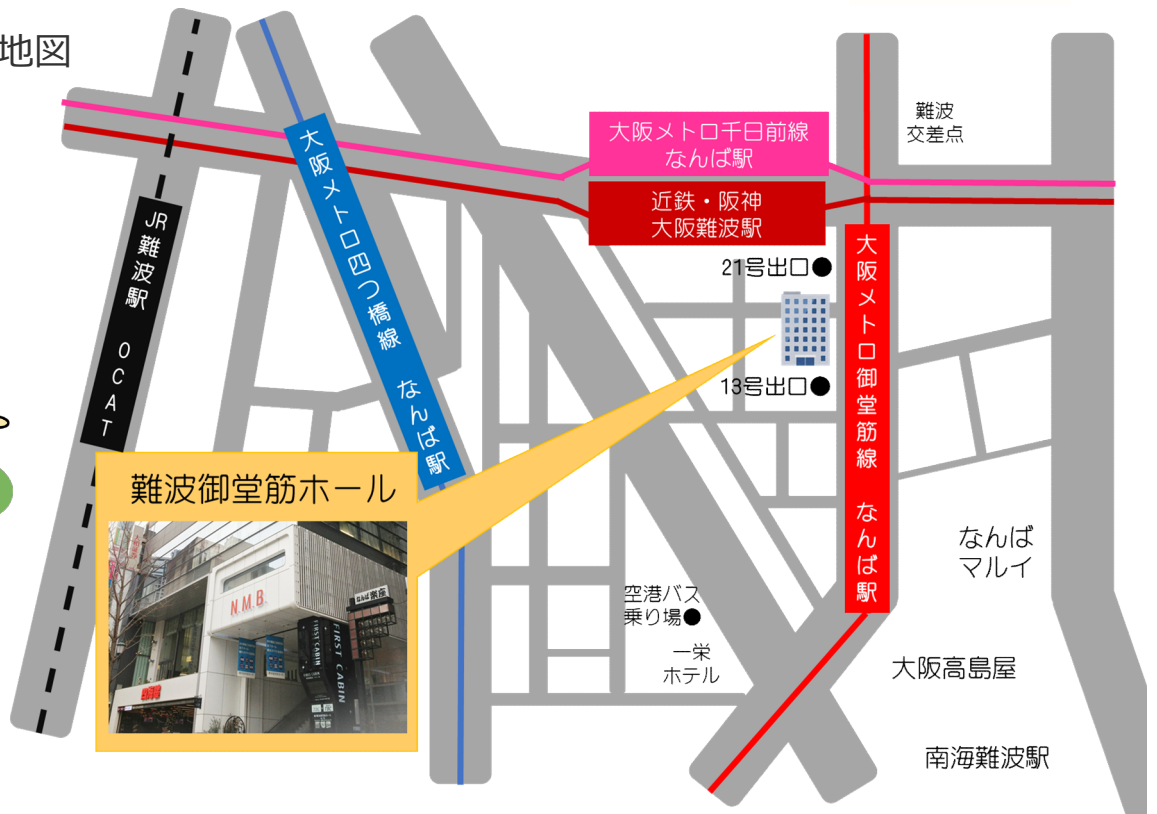 地図
難波
交差点
大阪メトロ千日前線
なんば駅
近鉄・阪神
大阪難波駅
大阪メトロ四つ橋線 なんば駅
JR難波駅 OCAT
大阪メトロ御堂筋線 なんば駅
21号出口●
13号出口●
難波御堂筋ホール
N.M.B.
FIRST CABIN
FIRST CABIN
なんば
マルイ
空港バス
乗り場●
一栄
ホテル
大阪高島屋
南海難波駅